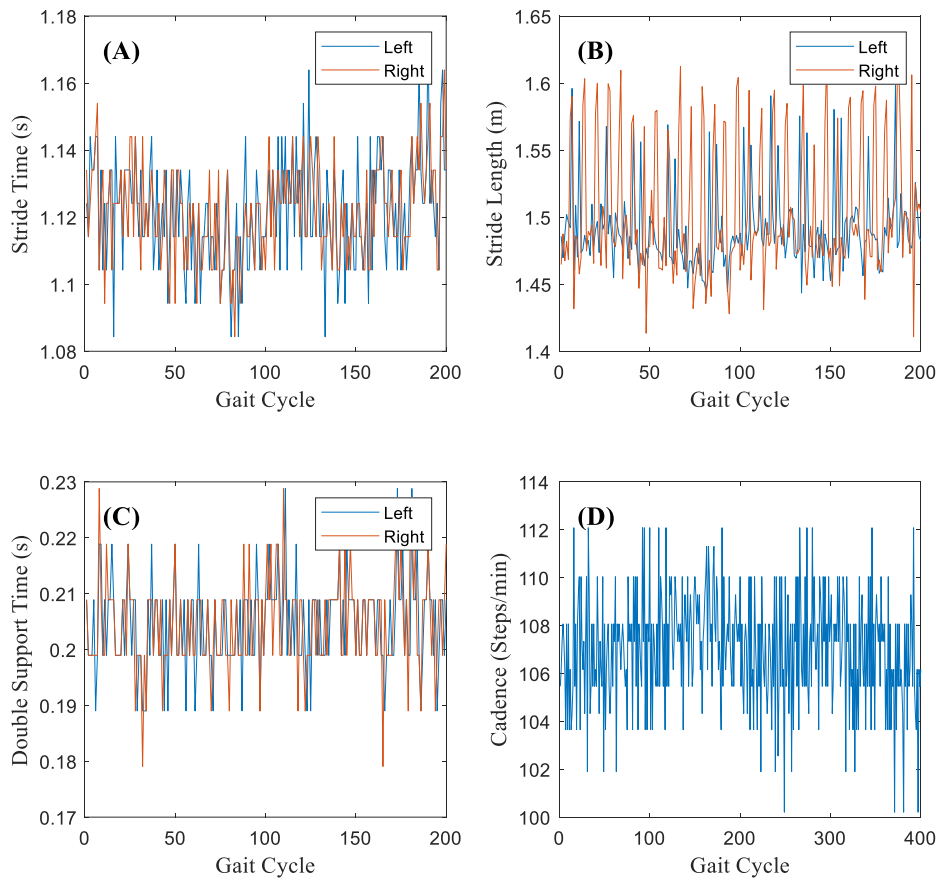 (A)
Left
Right
Stride Time (s)
1.18
1.16
1.14
1.12
1.1
1.08
0 50 100 150 200
Gait Cycle
(B)
Left
Right
Stride Length (m)
1.65
1.6
1.55
1.5
1.45
1.4
0 50 100 150 200
Gait Cycle
(C)
Left
Right
Double Support Time (s)
0.23
0.22
0.21
0.2
0.19
0.18
0.17
0 50 100 150 200
Gait Cycle
(D)
Cadence (Steps/min)
114
112
110
108
106
104
102
100
0 100 200 300 400
Gait Cycle